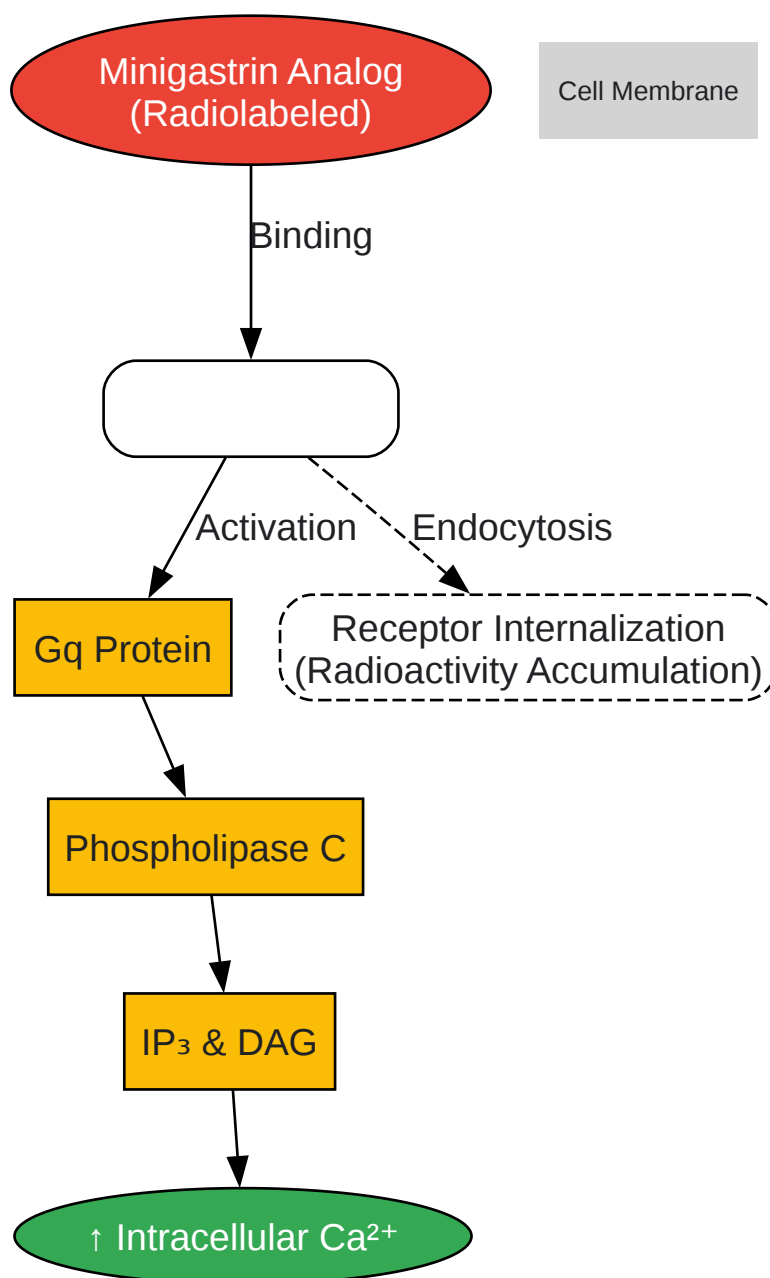 Minigastrin Analog
(Radiolabeled)
Cell Membrane
Binding
Activation
Endocytosis
Gq Protein
Receptor Internalization
(Radioactivity Accumulation)
Phospholipase C
IP₃ & DAG
↑ Intracellular Ca²⁺